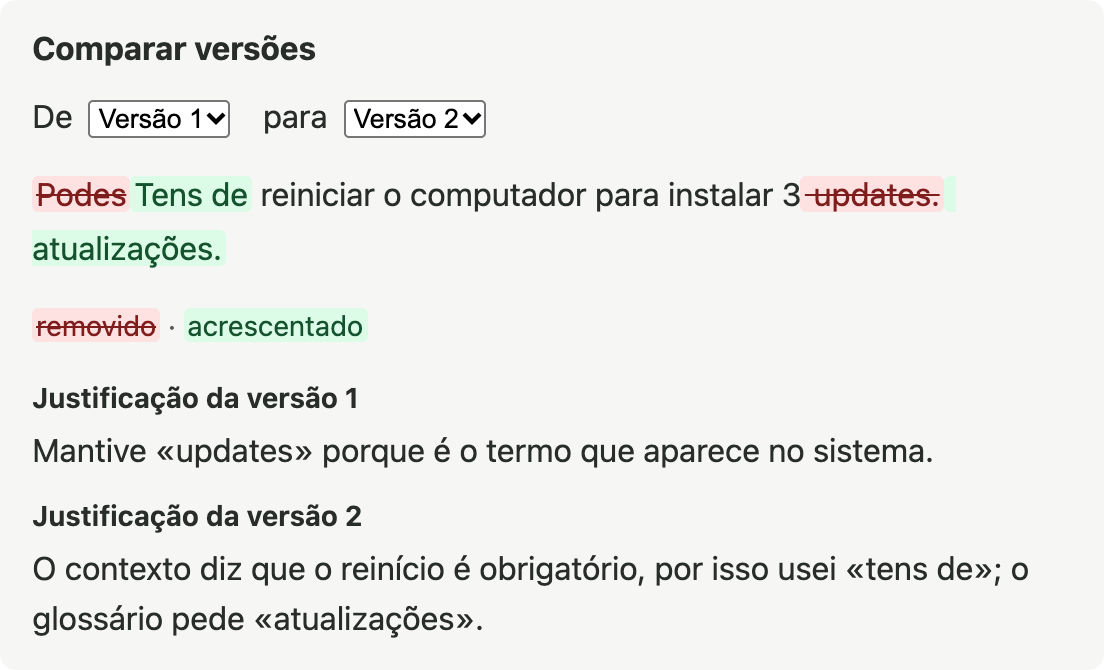 Comparar versões
De Versão 1 para Versão 2
Podes Tens de reiniciar o computador para instalar 3 updates.
atualizações.
removido · acrescentado
Justificação da versão 1
Mantive «updates» porque é o termo que aparece no sistema.
Justificação da versão 2
O contexto diz que o reinício é obrigatório, por isso usei «tens de»; o
glossário pede «atualizações».